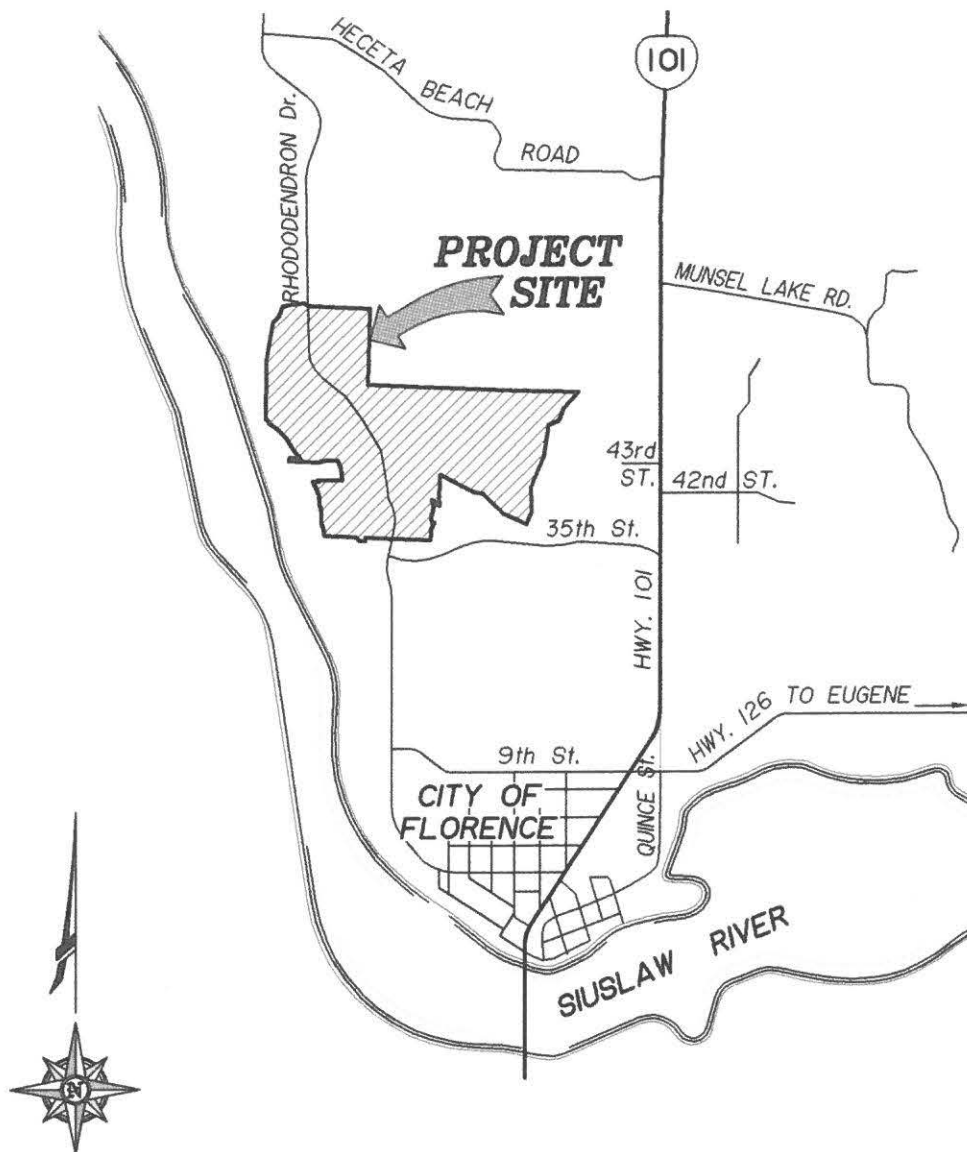 HECETA
BEACH
ROAD
101
RHODODENDRON Dr.
PROJECT
SITE
MUNSEL LAKE RD.
43rd
ST.
42nd ST.
35th St.
HWY. 101
HWY. 126
TO EUGENE
9th St.
QUINCE ST.
CITY OF
FLORENCE
SIUSLAW RIVER
N